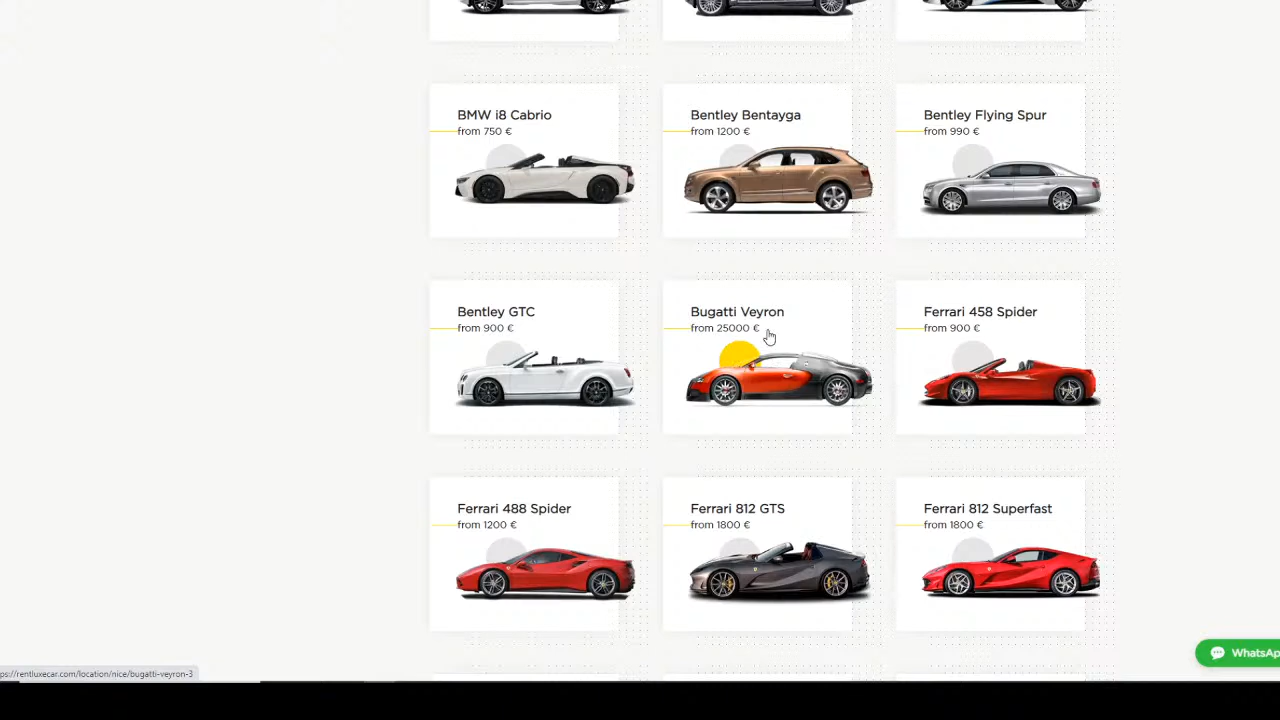 BMW i8 Cabrio
from 750 €
Bentley Bentayga
from 1200 €
Bentley Flying Spur
from 990 €
Bentley GTC
from 900 €
Bugatti Veyron
from 25000 €
Ferrari 458 Spider
from 900 €
Ferrari 488 Spider
from 1200 €
Ferrari 812 GTS
from 1800 €
Ferrari 812 Superfast
from 1800 €
WhatsAp
ps://rentluxecar.com/location/nice/bugatti-veyron-3